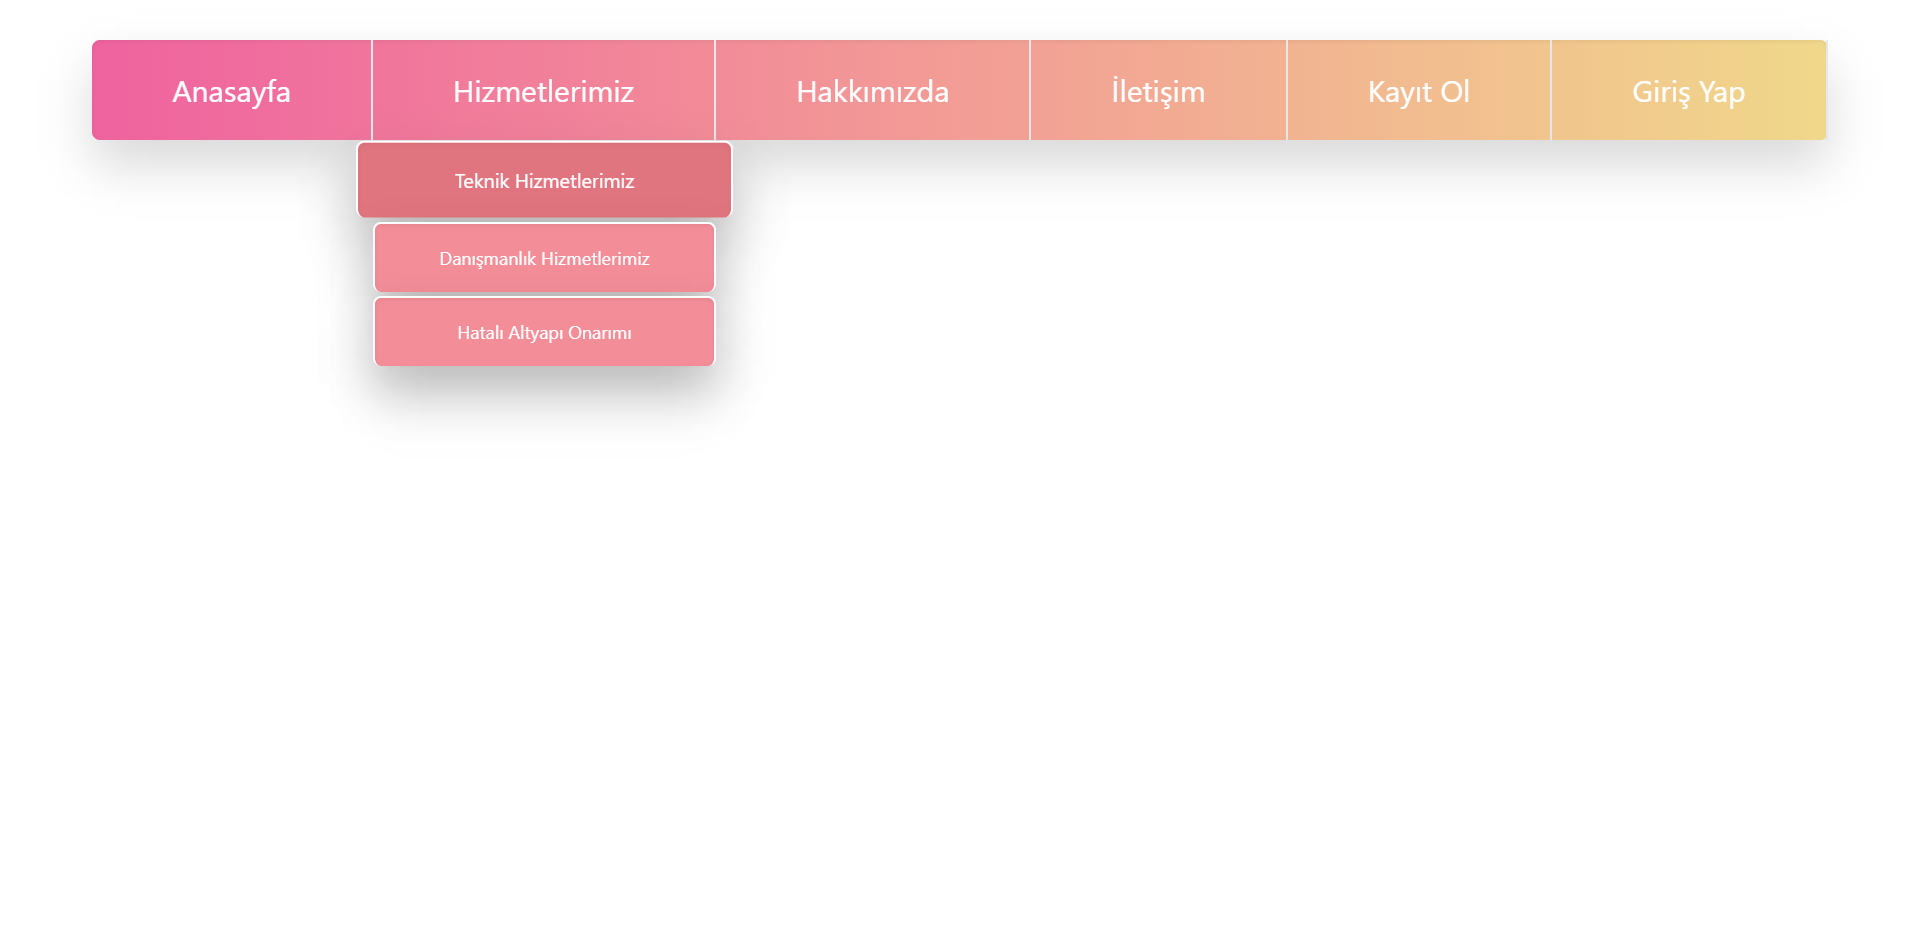 Anasayfa
Hizmetlerimiz
Hakkımızda
İletişim
Kayıt Ol
Giriş Yap
Teknik Hizmetlerimiz
Danışmanlık Hizmetlerimiz
Hatalı Altyapı Onarımı